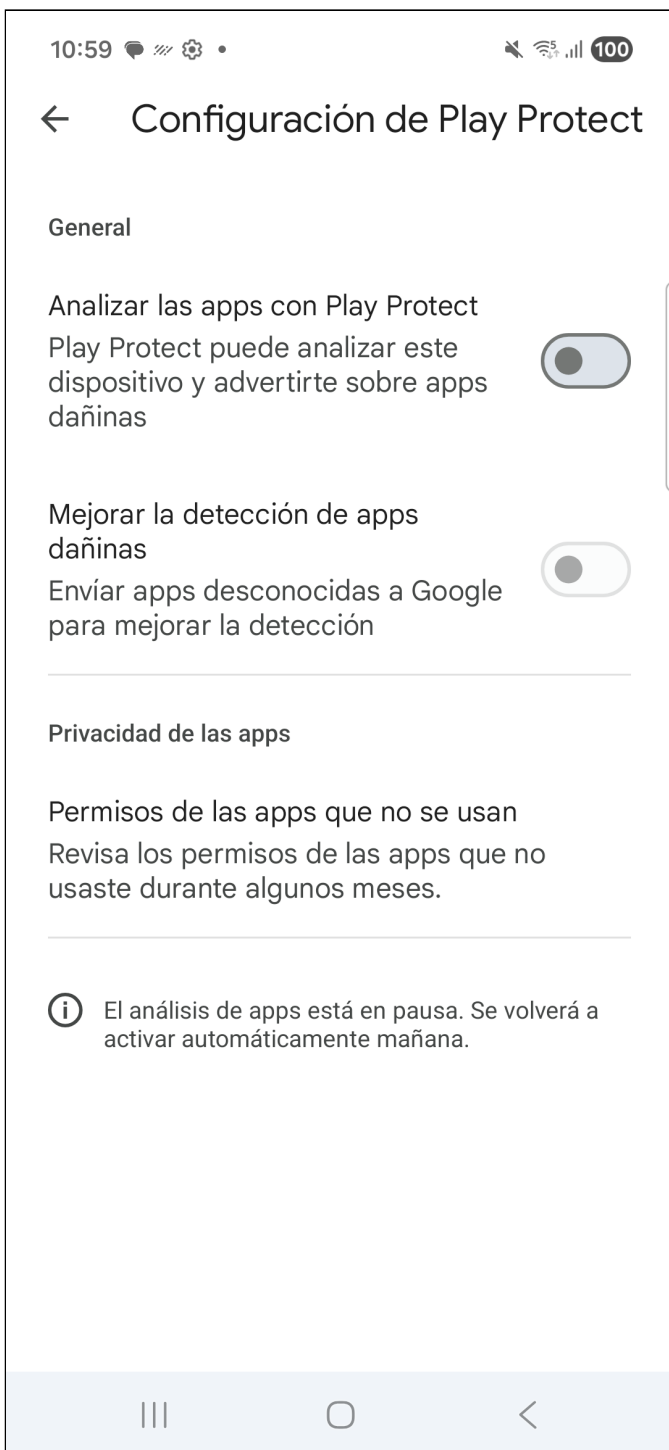 10:59
100
Configuración de Play Protect
General
Analizar las apps con Play Protect
Play Protect puede analizar este
dispositivo y advertirte sobre apps
dañinas
Mejorar la detección de apps
dañinas
Envíar apps desconocidas a Google
para mejorar la detección
Privacidad de las apps
Permisos de las apps que no se usan
Revisa los permisos de las apps que no
usaste durante algunos meses.
El análisis de apps está en pausa. Se volverá a
activar automáticamente mañana.